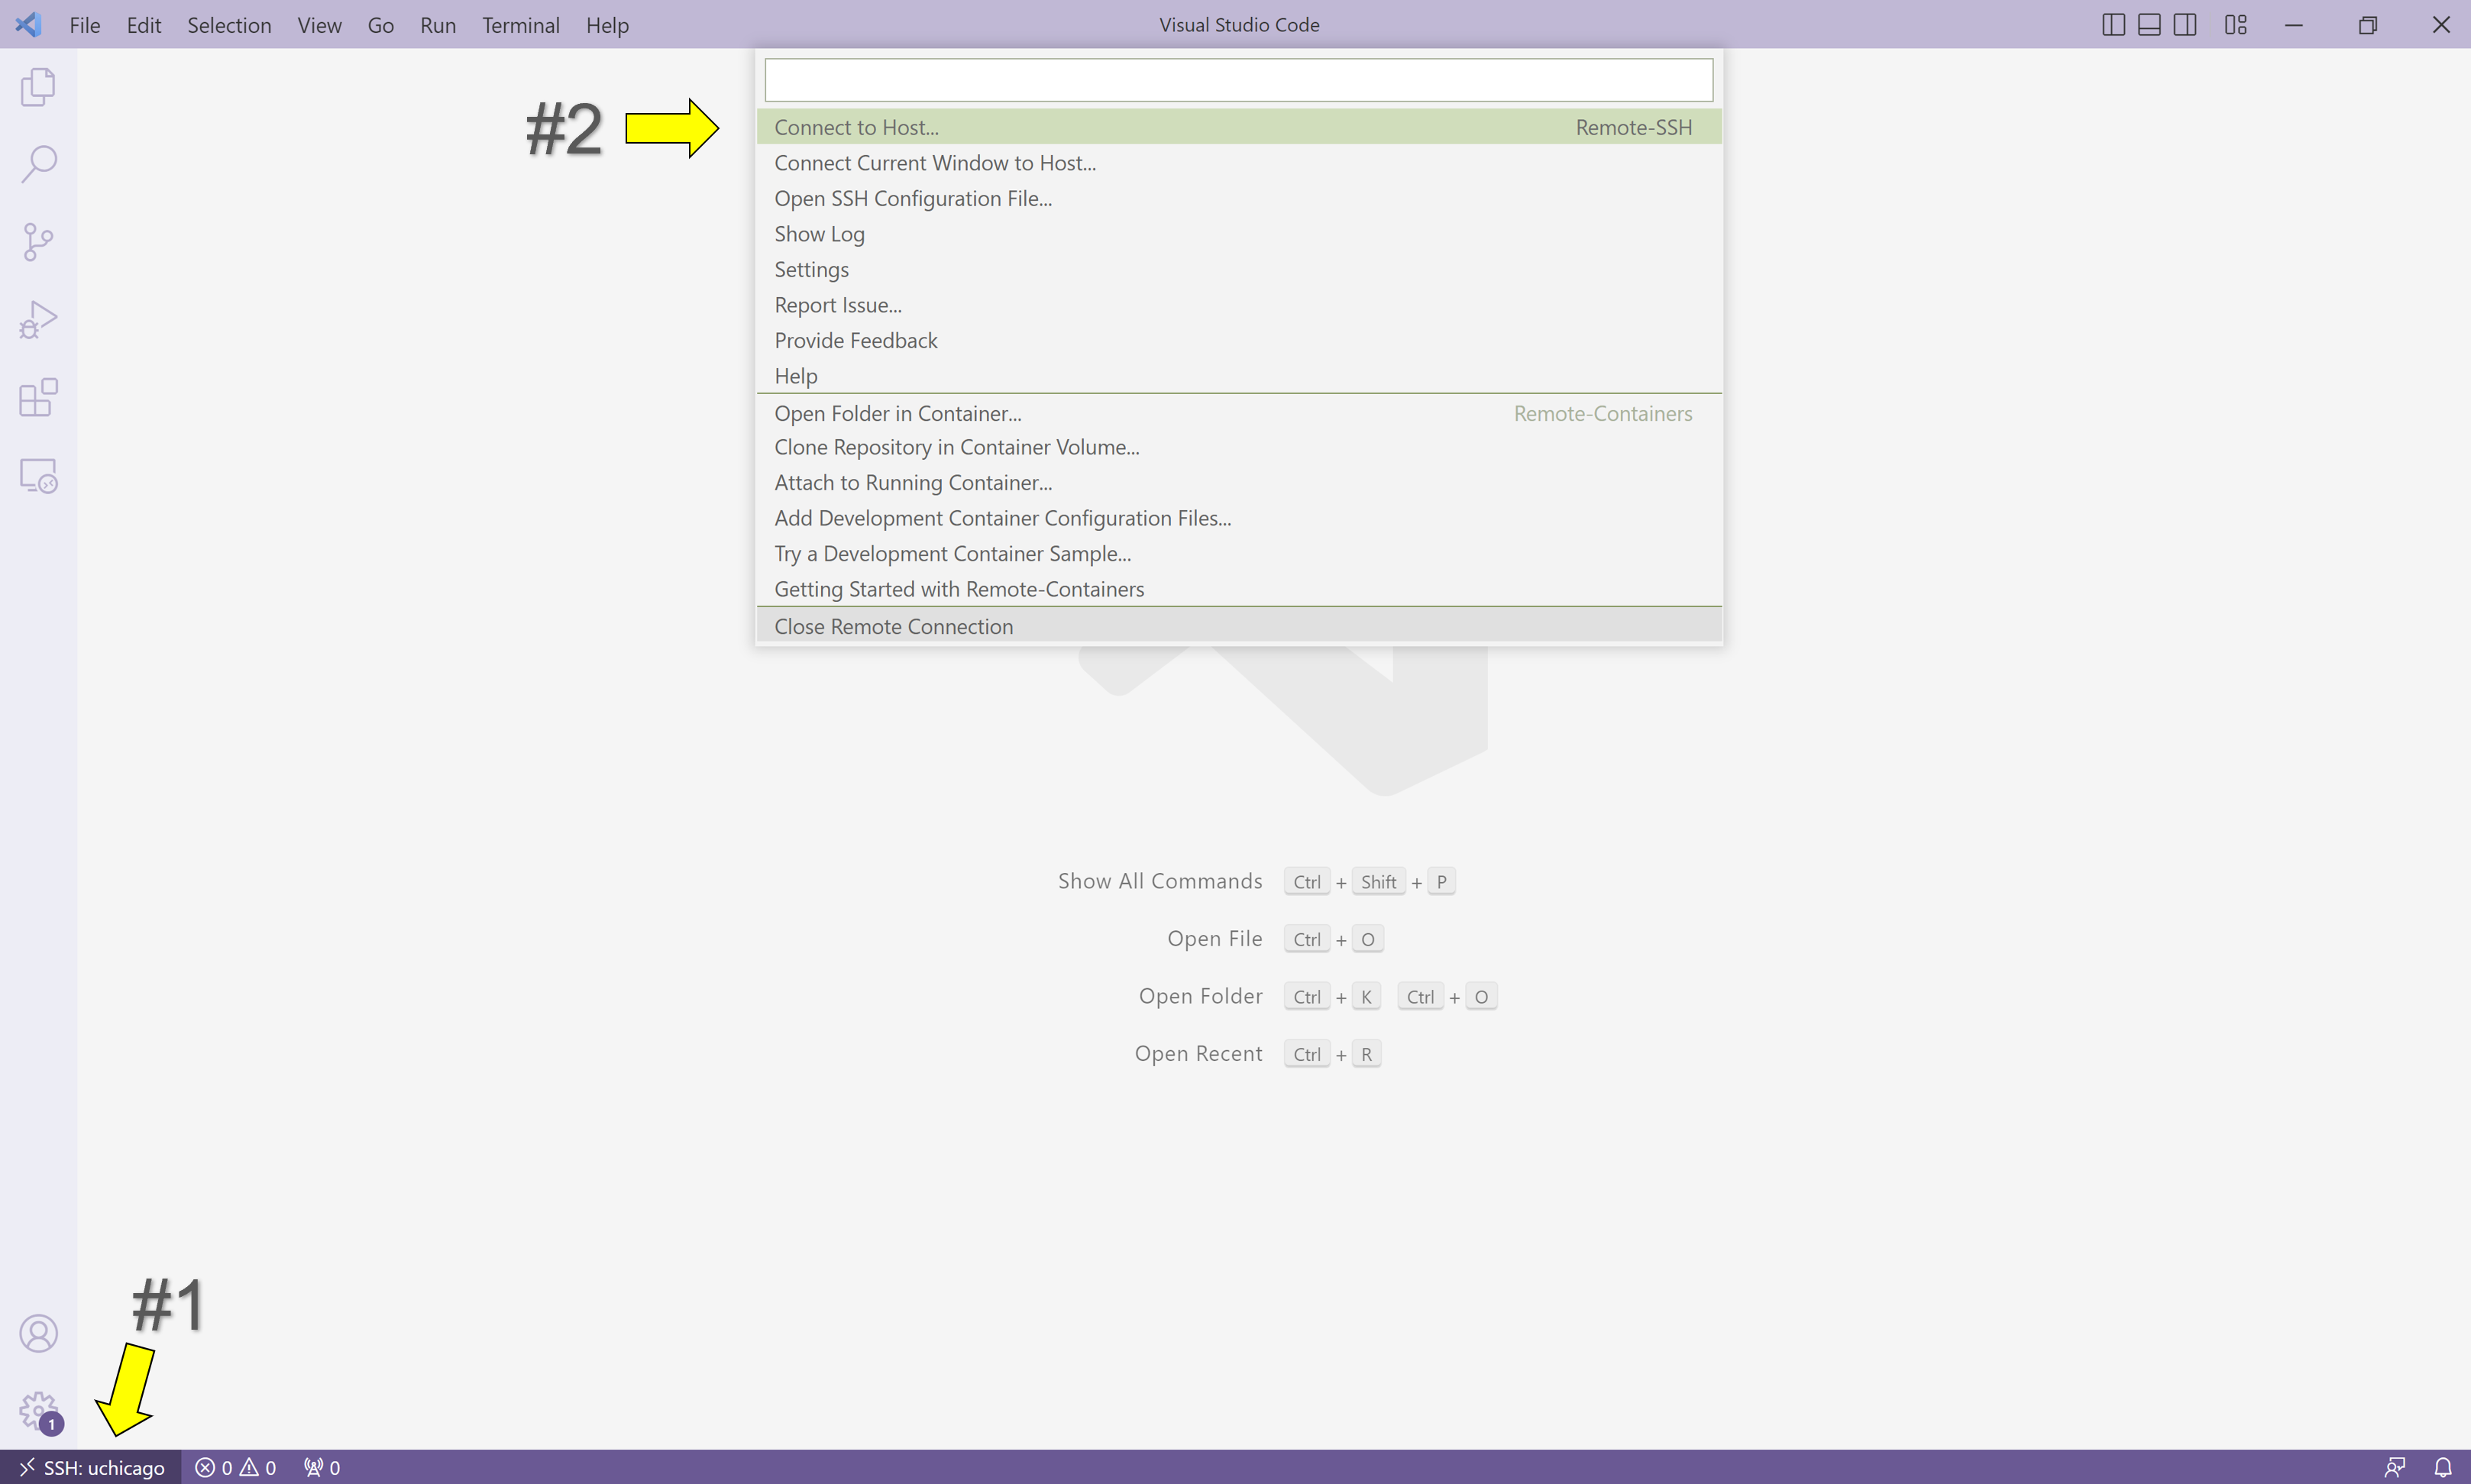 File Edit Selection View Go Run Terminal Help Visual Studio Code
#2
Connect to Host... Remote-SSH
Connect Current Window to Host...
Open SSH Configuration File...
Show Log
Settings
Report Issue...
Provide Feedback
Help
Open Folder in Container... Remote-Containers
Clone Repository in Container Volume...
Attach to Running Container...
Add Development Container Configuration Files...
Try a Development Container Sample...
Getting Started with Remote-Containers
Close Remote Connection
Show All Commands Ctrl + Shift + P
Open File Ctrl + O
Open Folder Ctrl + K Ctrl + O
Open Recent Ctrl + R
#1
1
SSH: uchicago 0 0 0